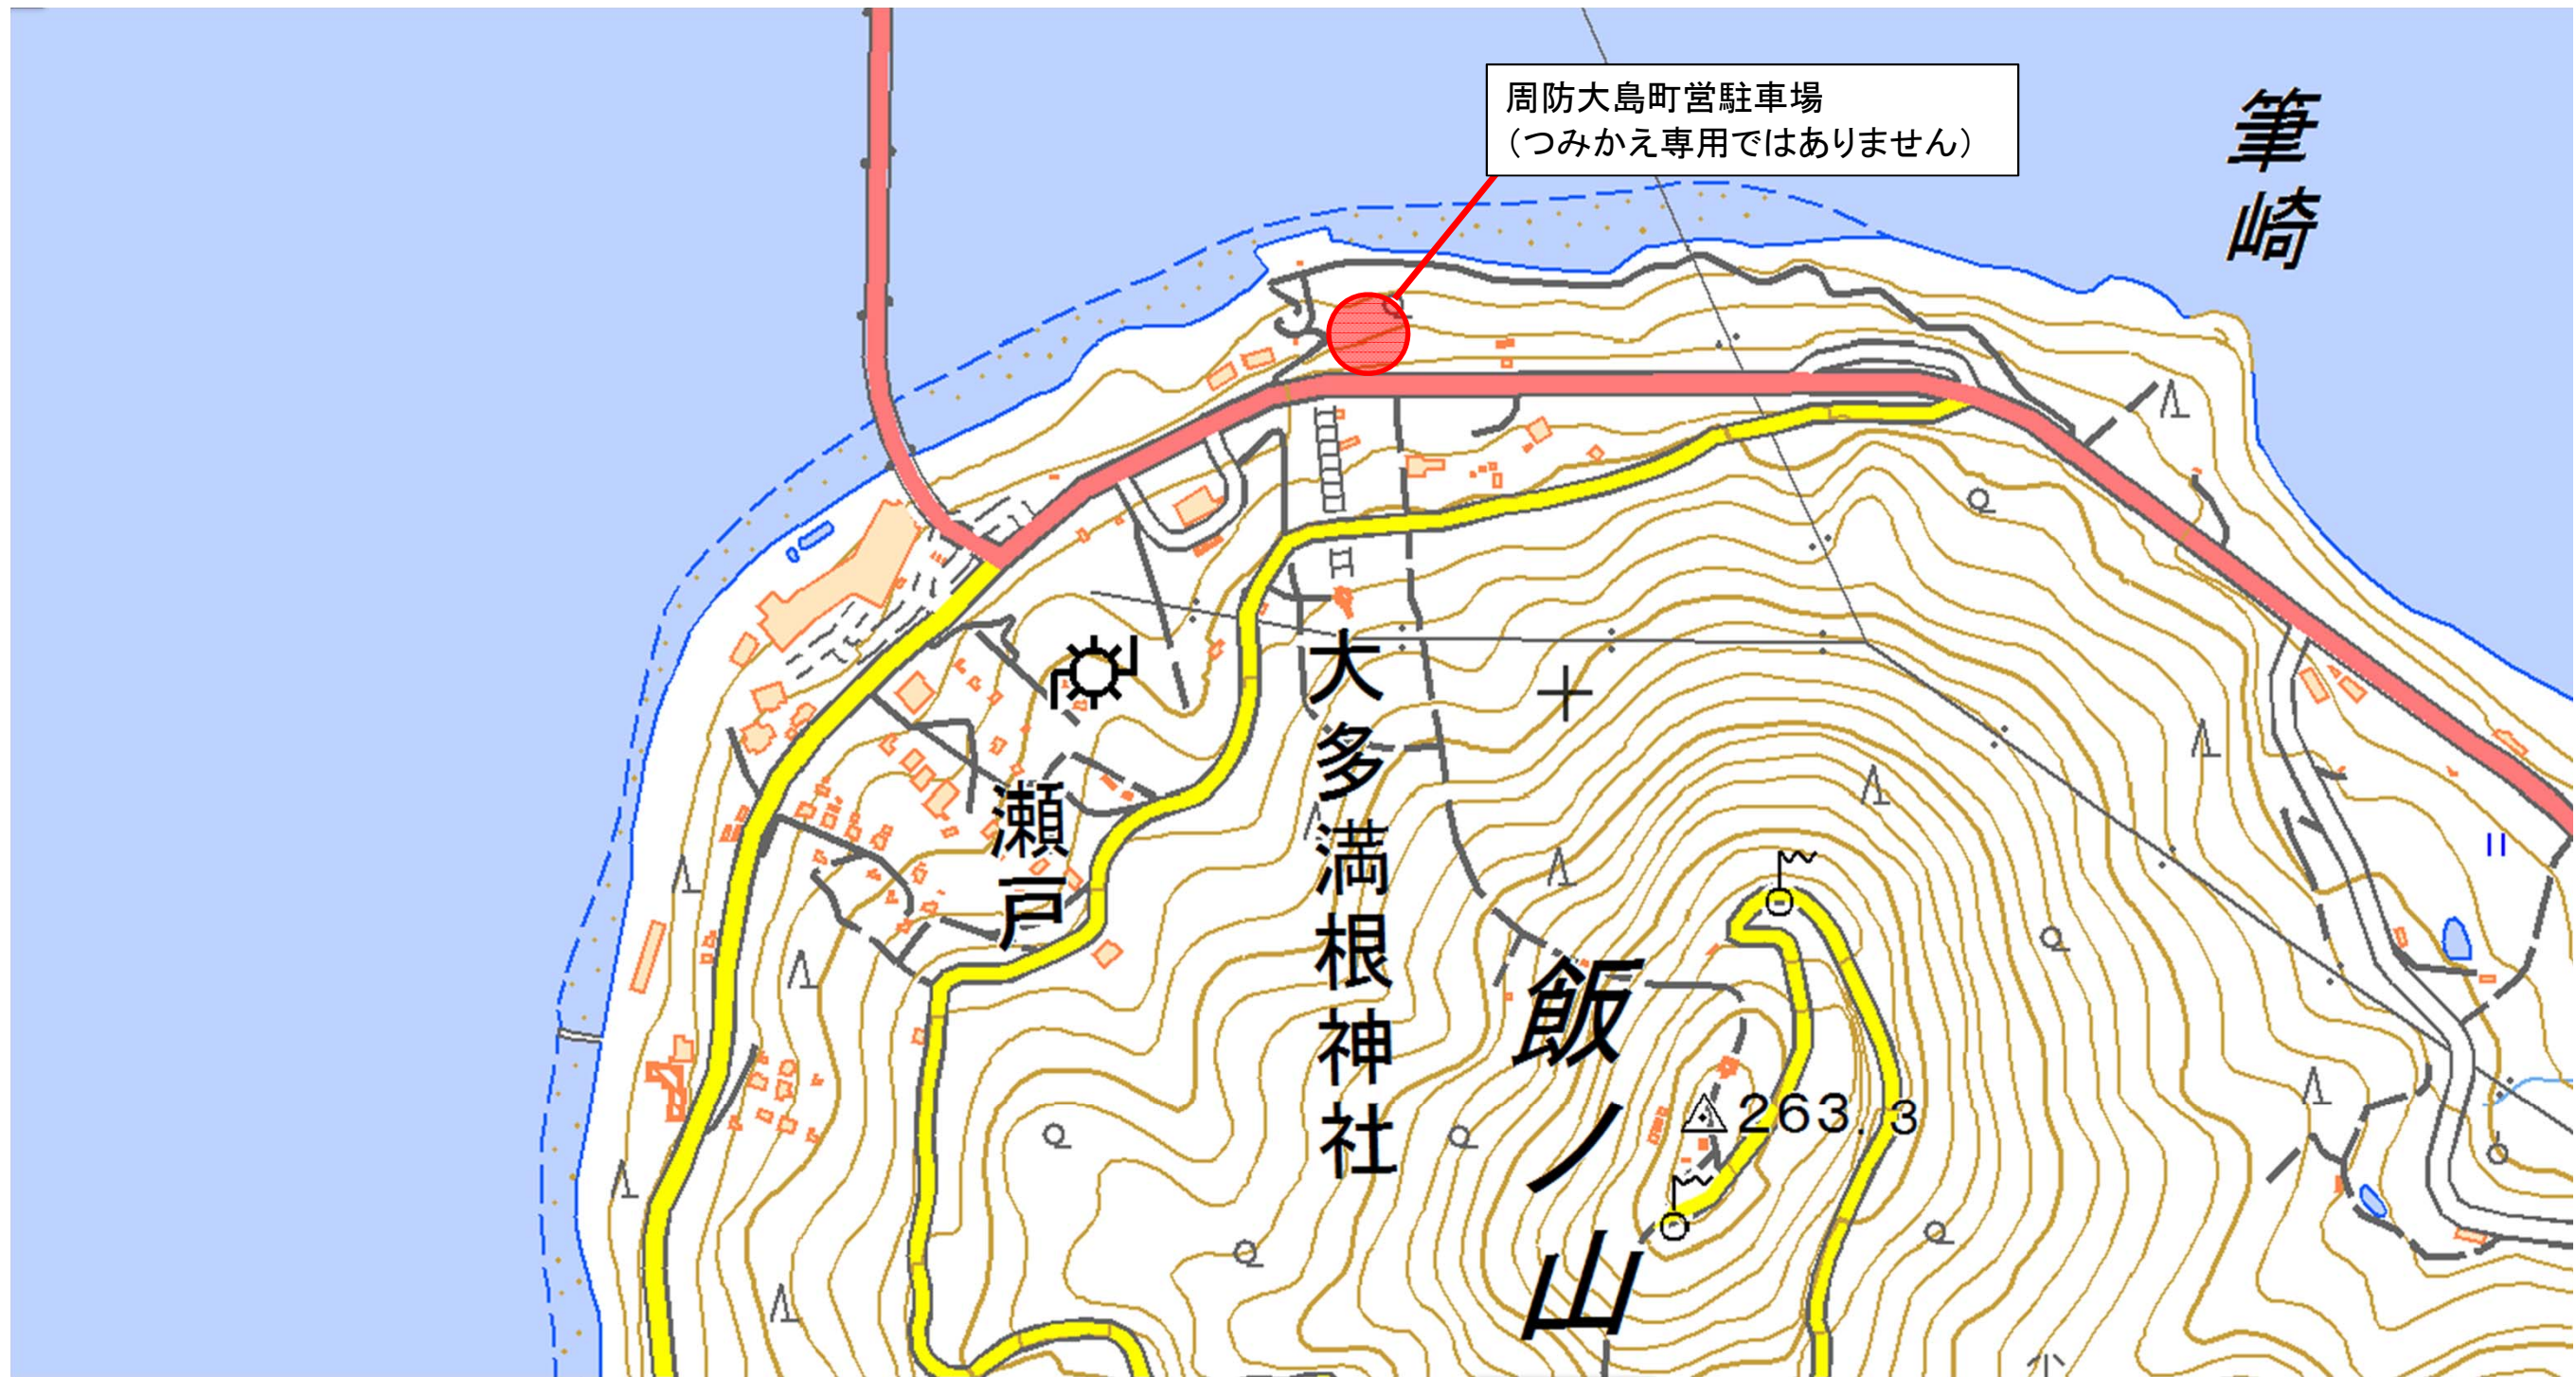 周防大島町営駐車場
（つみかえ専用ではありません）
筆崎
大多満根神社
瀬戸
飯ノ山
263.3